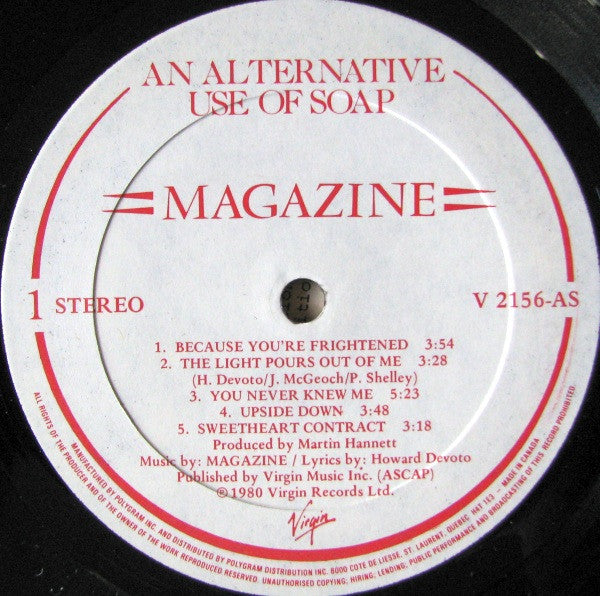 AN ALTERNATIVE
USE OF SOAP
MAGAZINE
1 STEREO
V 2156-AS
1. BECAUSE YOU'RE FRIGHTENED 3:54
2. THE LIGHT POURS OUT OF ME 3:28
(H. Devoto/J. McGeoch/P. Shelley)
3. YOU NEVER KNEW ME 5:23
4. UPSIDE DOWN 3:48
5. SWEETHEART CONTRACT 3:18
Produced by Martin Hannett
Music by: MAGAZINE / Lyrics by: Howard Devoto
Published by Virgin Music Inc. (ASCAP)
℗ 1980 Virgin Records Ltd.
Virgin
MANUFACTURED BY POLYGRAM INC. AND DISTRIBUTED BY POLYGRAM DISTRIBUTION INC. 6000 COTE DE LIESSE, ST. LAURENT, QUEBEC H4T 1E3 — MADE IN CANADA
ALL RIGHTS OF THE PRODUCER AND OF THE OWNER OF THE WORK REPRODUCED RESERVED. UNAUTHORISED COPYING; HIRING; LENDING; PUBLIC PERFORMANCE AND BROADCASTING OF THIS RECORD PROHIBITED.